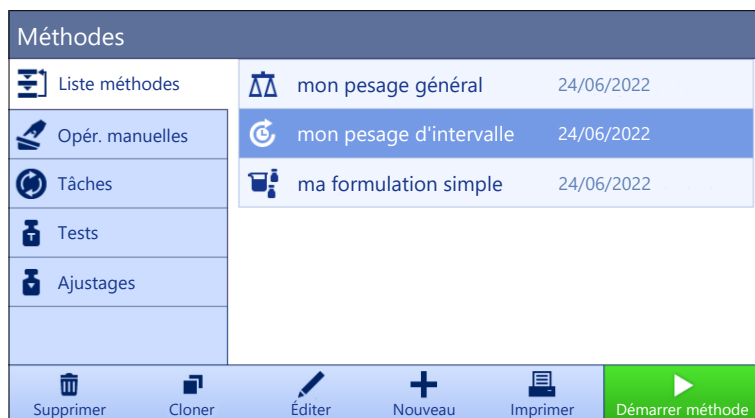 Méthodes
Liste méthodes
Opér. manuelles
Tâches
Tests
Ajustages
mon pesage général 24/06/2022
mon pesage d'intervalle 24/06/2022
ma formulation simple 24/06/2022
Supprimer Cloner Éditer Nouveau Imprimer Démarrer méthode